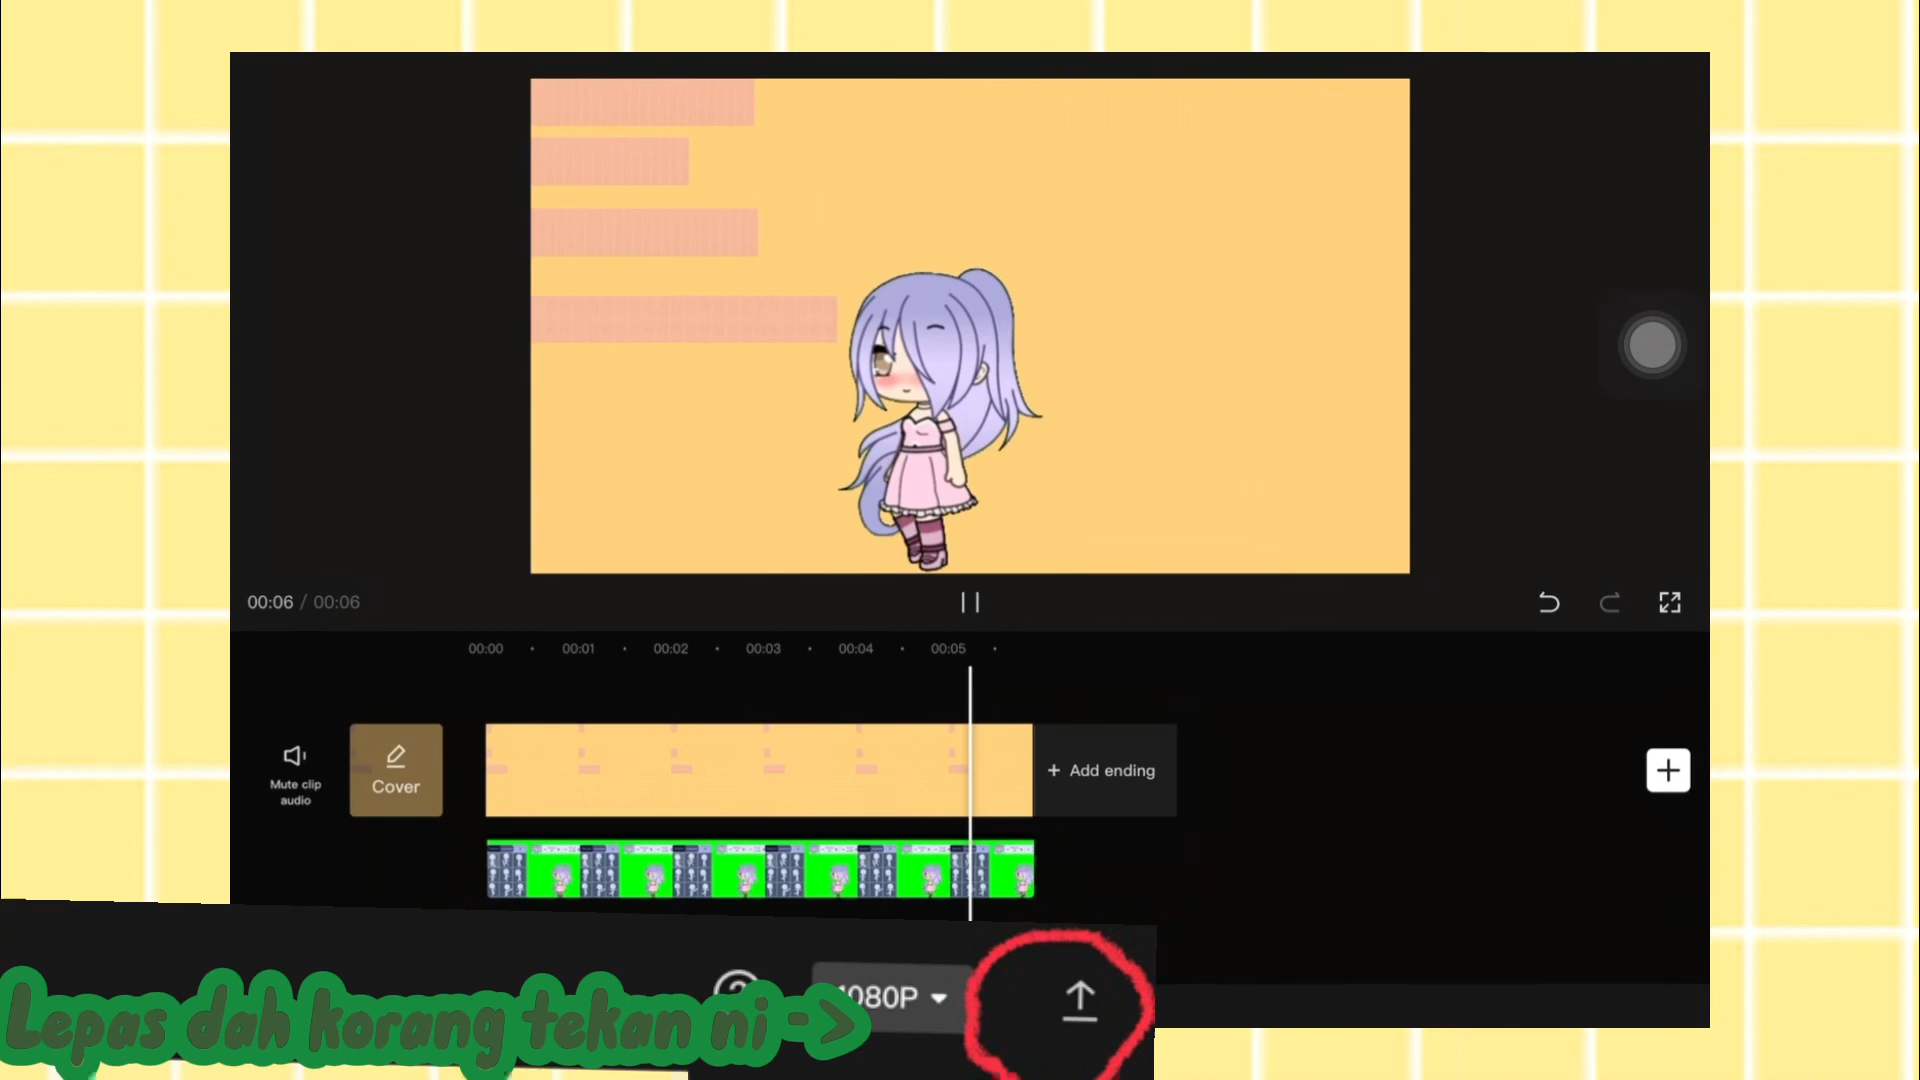 00:06 / 00:06
00:00 00:01 00:02 00:03 00:04 00:05
Mute clip
audio
Cover
+ Add ending
1080P
Lepas dah korang tekan ni ->